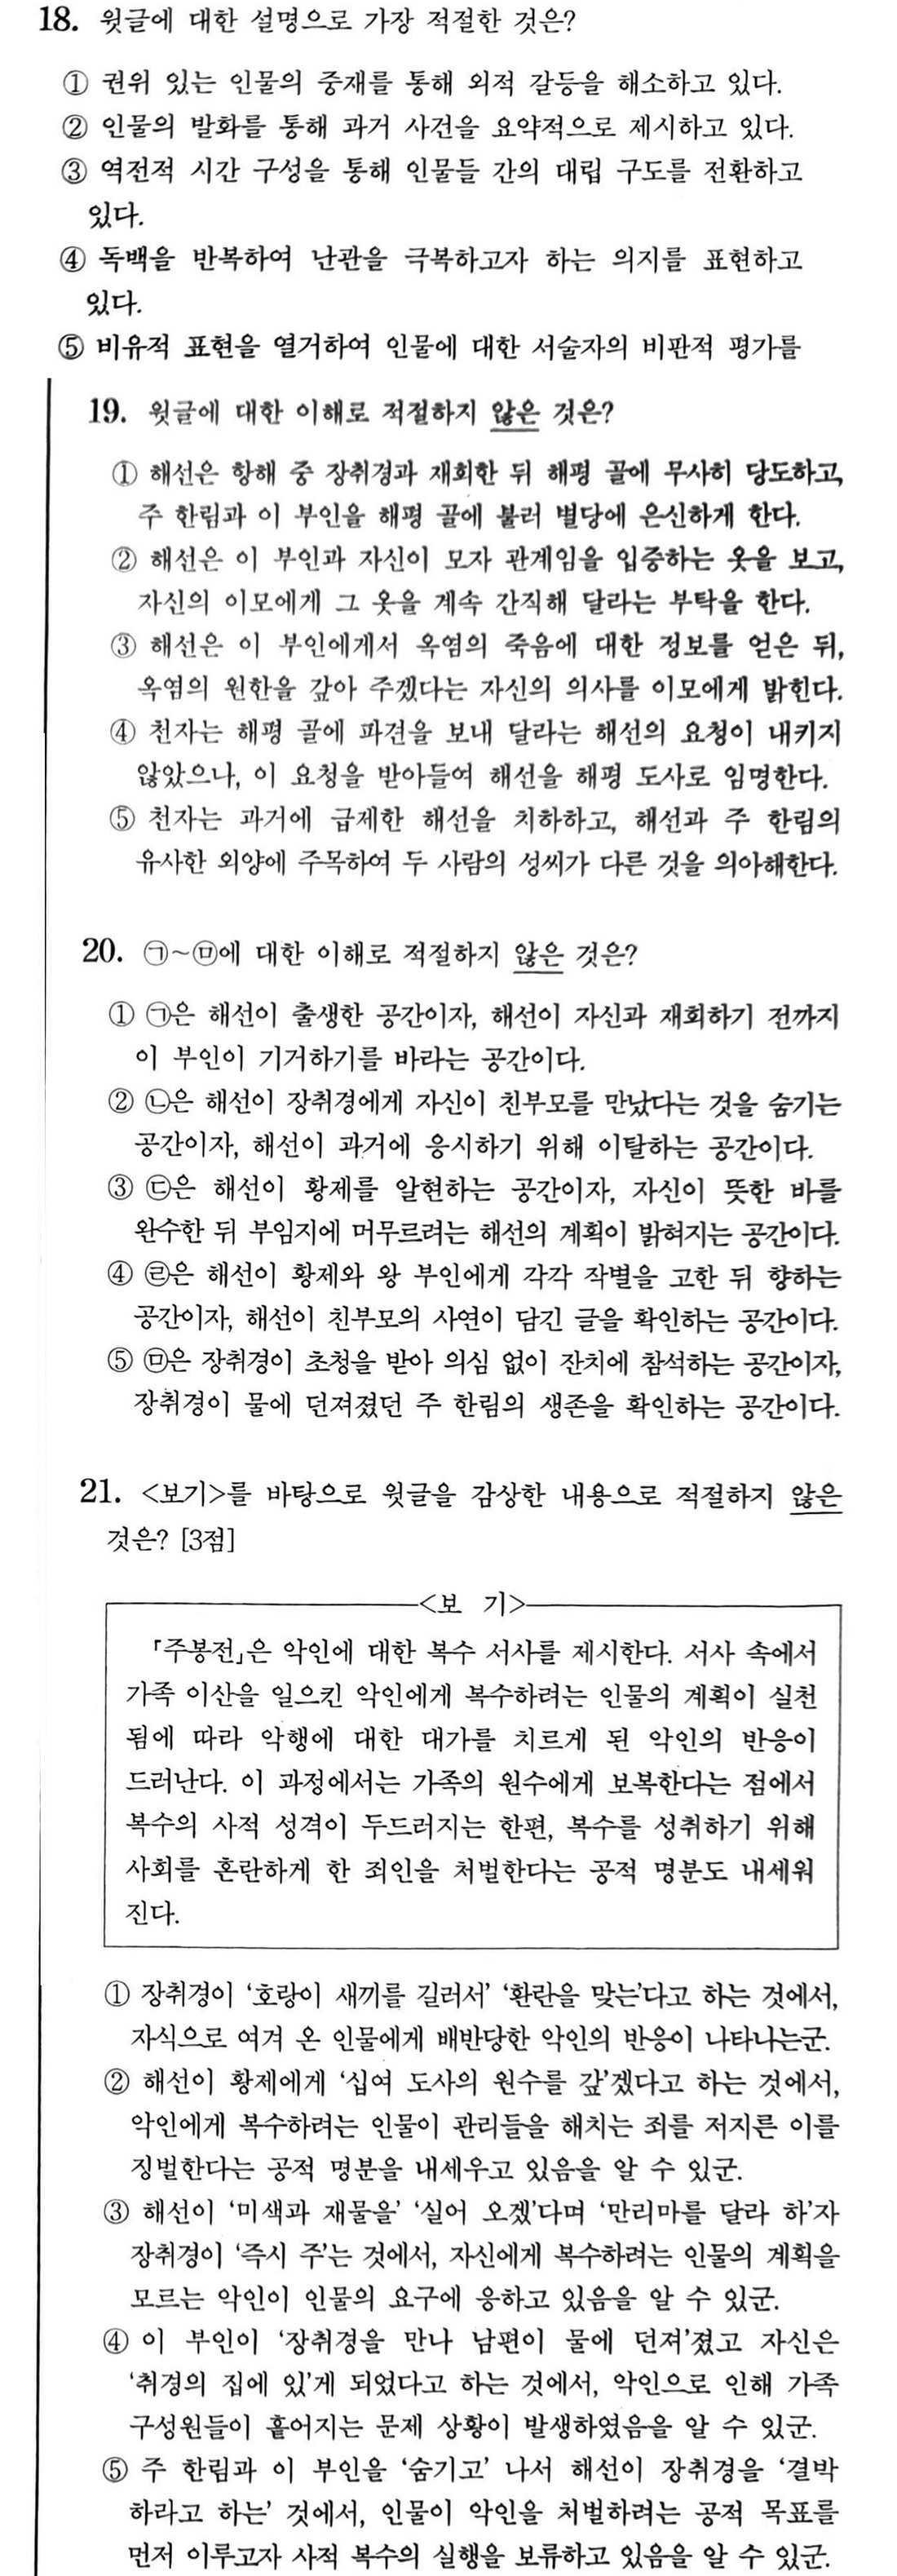 18. 윗글에 대한 설명으로 가장 적절한 것은?
① 권위 있는 인물의 중재를 통해 외적 갈등을 해소하고 있다.
② 인물의 발화를 통해 과거 사건을 요약적으로 제시하고 있다.
③ 역전적 시간 구성을 통해 인물들 간의 대립 구도를 전환하고
있다.
④ 독백을 반복하여 난관을 극복하고자 하는 의지를 표현하고
있다.
⑤ 비유적 표현을 열거하여 인물에 대한 서술자의 비판적 평가를
19. 윗글에 대한 이해로 적절하지 않은 것은?
① 해선은 항해 중 장취경과 재회한 뒤 해평 골에 무사히 당도하고,
주 한림과 이 부인을 해평 골에 불러 별당에 은신하게 한다.
② 해선은 이 부인과 자신이 모자 관계임을 입증하는 옷을 보고,
자신의 이모에게 그 옷을 계속 간직해 달라는 부탁을 한다.
③ 해선은 이 부인에게서 옥염의 죽음에 대한 정보를 얻은 뒤,
옥염의 원한을 갚아 주겠다는 자신의 의사를 이모에게 밝힌다.
④ 천자는 해평 골에 파견을 보내 달라는 해선의 요청이 내키지
않았으나, 이 요청을 받아들여 해선을 해평 도사로 임명한다.
⑤ 천자는 과거에 급제한 해선을 치하하고, 해선과 주 한림의
유사한 외양에 주목하여 두 사람의 성씨가 다른 것을 의아해한다.
20. ㉠~㉤에 대한 이해로 적절하지 않은 것은?
① ㉠은 해선이 출생한 공간이자, 해선이 자신과 재회하기 전까지
이 부인이 기거하기를 바라는 공간이다.
② ㉡은 해선이 장취경에게 자신이 친부모를 만났다는 것을 숨기는
공간이자, 해선이 과거에 응시하기 위해 이탈하는 공간이다.
③ ㉢은 해선이 황제를 알현하는 공간이자, 자신이 뜻한 바를
완수한 뒤 부임지에 머무르려는 해선의 계획이 밝혀지는 공간이다.
④ ㉣은 해선이 황제와 왕 부인에게 각각 작별을 고한 뒤 향하는
공간이자, 해선이 친부모의 사연이 담긴 글을 확인하는 공간이다.
⑤ ㉤은 장취경이 초청을 받아 의심 없이 잔치에 참석하는 공간이자,
장취경이 물에 던져졌던 주 한림의 생존을 확인하는 공간이다.
21. <보기>를 바탕으로 윗글을 감상한 내용으로 적절하지 않은
것은? [3점]
<보 기>
「주봉전」은 악인에 대한 복수 서사를 제시한다. 서사 속에서
가족 이산을 일으킨 악인에게 복수하려는 인물의 계획이 실천
됨에 따라 악행에 대한 대가를 치르게 된 악인의 반응이
드러난다. 이 과정에서는 가족의 원수에게 보복한다는 점에서
복수의 사적 성격이 두드러지는 한편, 복수를 성취하기 위해
사회를 혼란하게 한 죄인을 처벌한다는 공적 명분도 내세워
진다.
① 장취경이 ‘호랑이 새끼를 길러서’ ‘환란을 맞는’다고 하는 것에서,
자식으로 여겨 온 인물에게 배반당한 악인의 반응이 나타나는군.
② 해선이 황제에게 ‘십여 도사의 원수를 갚’겠다고 하는 것에서,
악인에게 복수하려는 인물이 관리들을 해치는 죄를 저지른 이를
징벌한다는 공적 명분을 내세우고 있음을 알 수 있군.
③ 해선이 ‘미색과 재물을’ ‘실어 오겠’다며 ‘만리마를 달라 하’자
장취경이 ‘즉시 주’는 것에서, 자신에게 복수하려는 인물의 계획을
모르는 악인이 인물의 요구에 응하고 있음을 알 수 있군.
④ 이 부인이 ‘장취경을 만나 남편이 물에 던져’졌고 자신은
‘취경의 집에 있’게 되었다고 하는 것에서, 악인으로 인해 가족
구성원들이 흩어지는 문제 상황이 발생하였음을 알 수 있군.
⑤ 주 한림과 이 부인을 ‘숨기고’ 나서 해선이 장취경을 ‘결박
하라고 하는’ 것에서, 인물이 악인을 처벌하려는 공적 목표를
먼저 이루고자 사적 복수의 실행을 보류하고 있음을 알 수 있군.